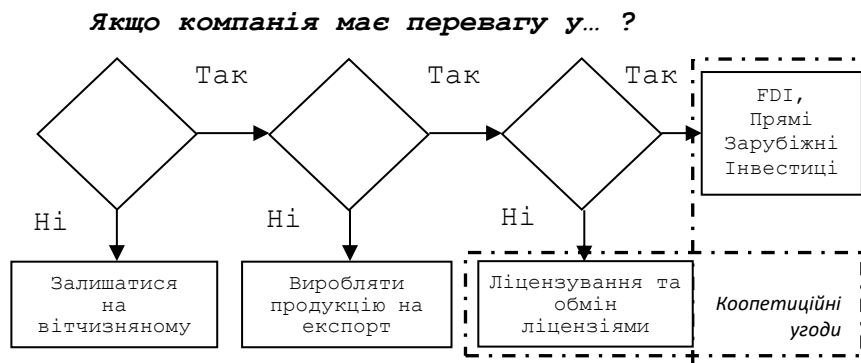 Якщо компанія має перевагу у… ?
Так
Так
Так
FDI,
Прямі
Зарубіжні
Інвестиці
Ні
Ні
Ні
Залишатися
на
вітчизняному
Виробляти
продукцію на
експорт
Ліцензування та
обмін
ліцензіями
Коопетиційні
угоди